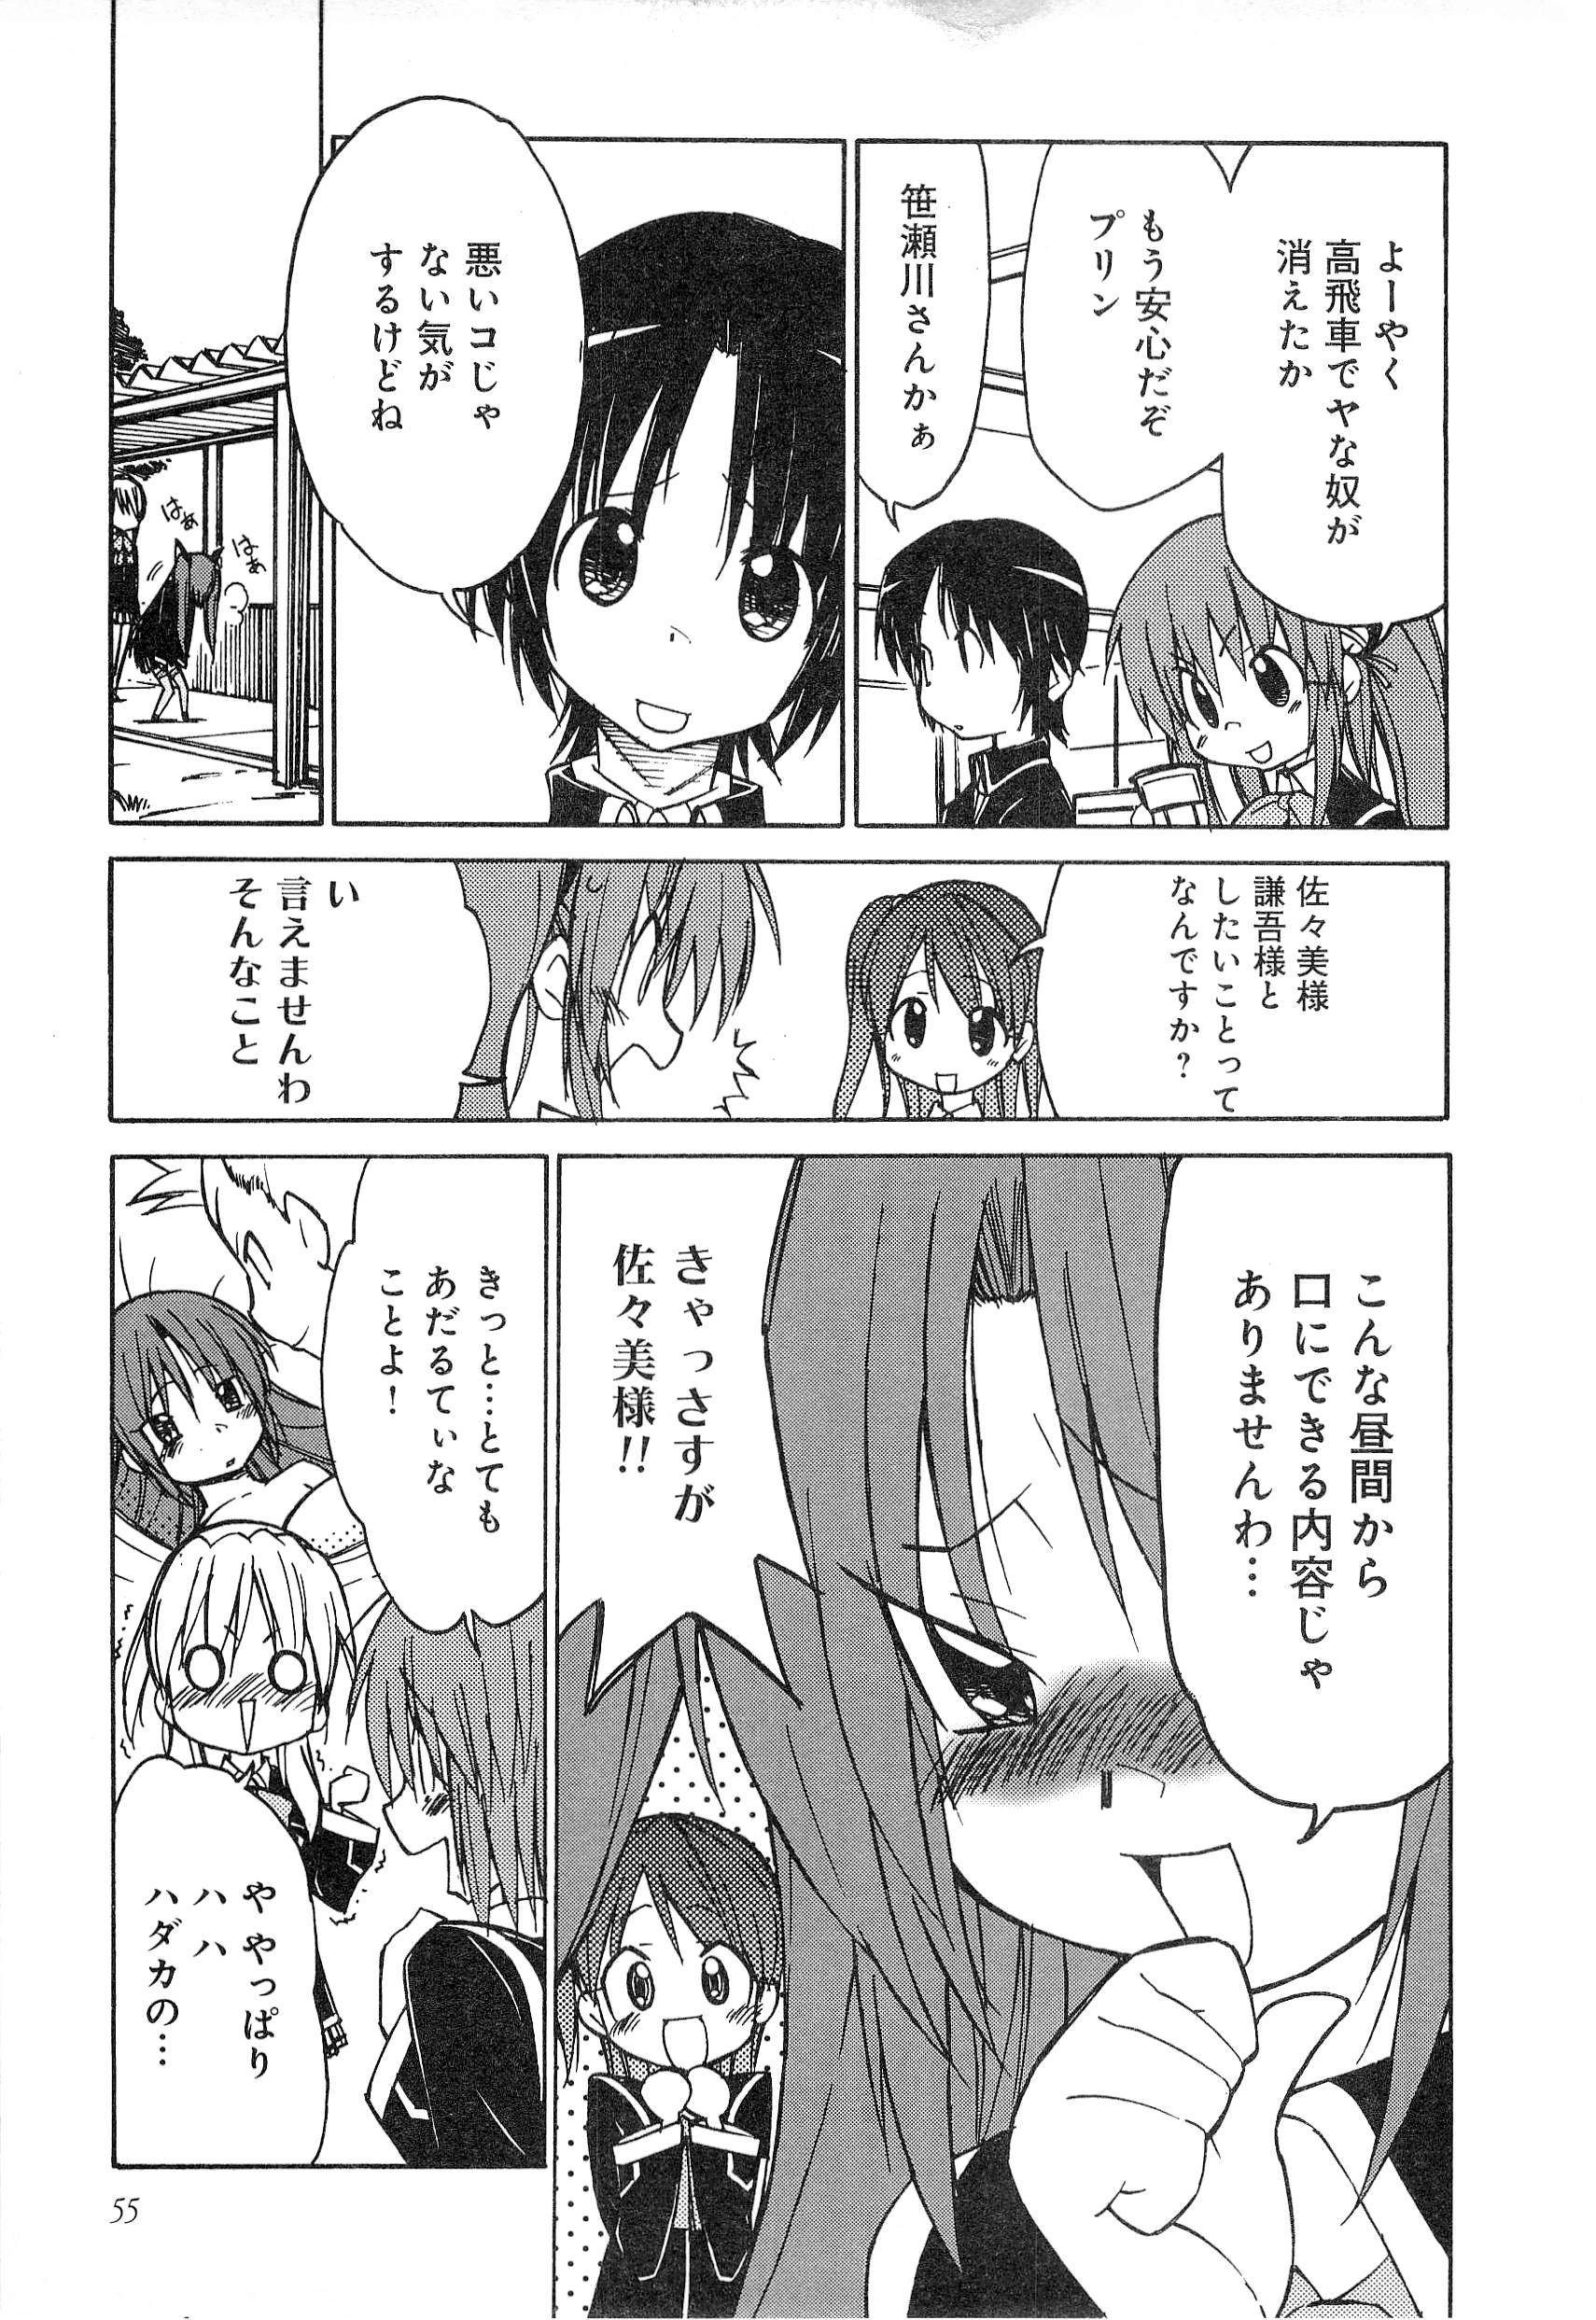 よーやく
高飛車でヤな奴が
消えたか
もう安心だぞ
プリン
笹瀬川さんかぁ
悪いコじゃ
ない気が
するけどね
はぁ
はぁ
佐々美様
謙吾様と
したいことって
なんですか?
い
言えませんわ
そんなこと
こんな昼間から
口にできる内容じゃ
ありませんわ…
きゃっさすが
佐々美様!!
きっと…とても
あだるてぃな
ことよ!
や やっぱり
ハ ハ
ハダカの…
55